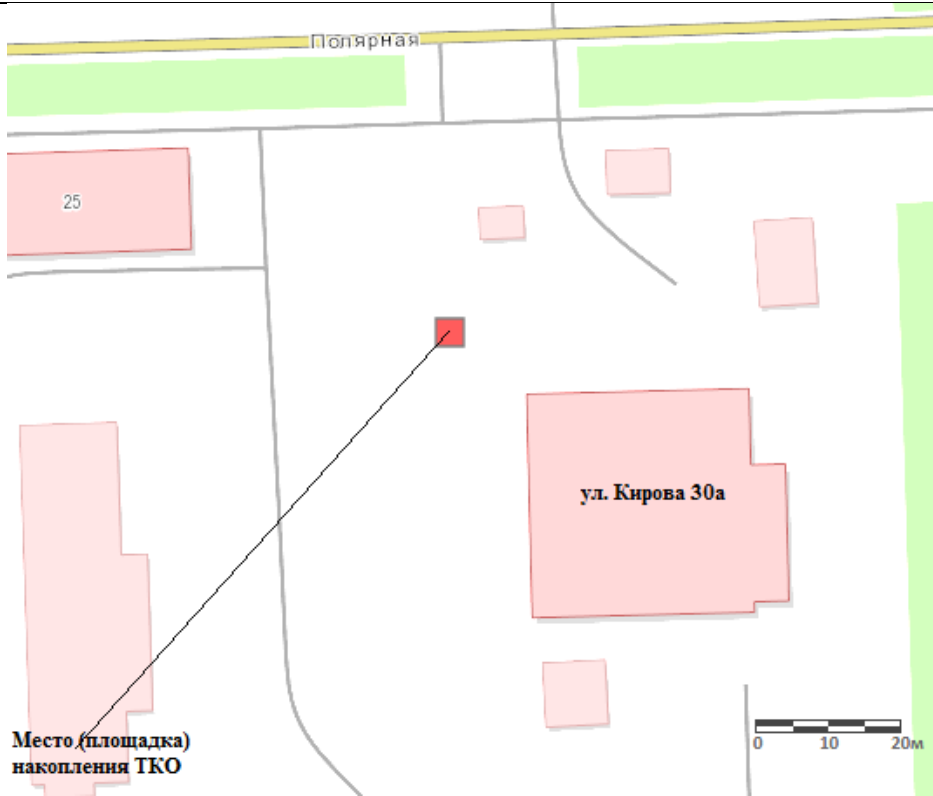 Полярная
25
ул. Кирова 30а
Место (площадка)
накопления ТКО
0 10 20м